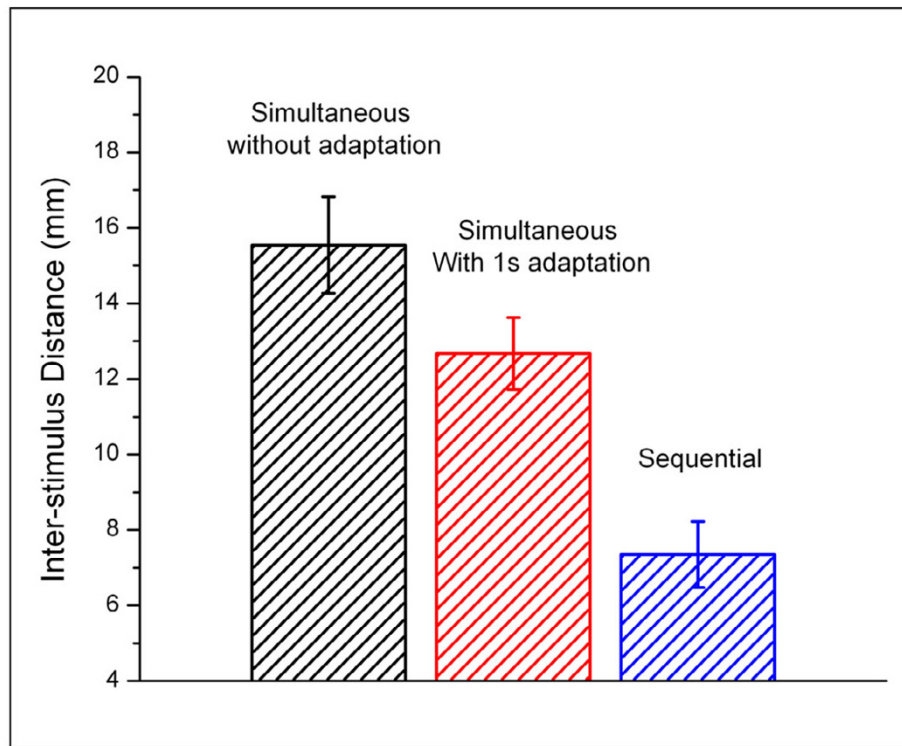 Inter-stimulus Distance (mm)
20
18
16
14
12
10
8
6
4
Simultaneous
without adaptation
Simultaneous
With 1s adaptation
Sequential